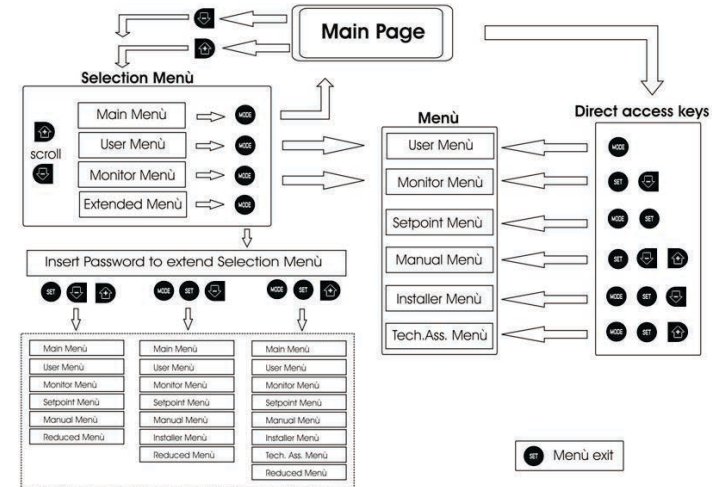 Main Page
Selection Menù
Main Menù
MODE
User Menù
MODE
scroll
Monitor Menù
MODE
Extended Menù
MODE
Menù
User Menù
Monitor Menù
Setpoint Menù
Manual Menù
Installer Menù
Tech.Ass. Menù
Direct access keys
MODE
SET
MODE SET
SET
MODE SET
MODE SET
Insert Password to extend Selection Menù
SET
MODE SET
MODE SET
Main Menù
User Menù
Monitor Menù
Setpoint Menù
Manual Menù
Reduced Menù
Main Menù
User Menù
Monitor Menù
Setpoint Menù
Manual Menù
Installer Menù
Reduced Menù
Main Menù
User Menù
Monitor Menù
Setpoint Menù
Manual Menù
Installer Menù
Tech. Ass. Menù
Reduced Menù
SET Menù exit